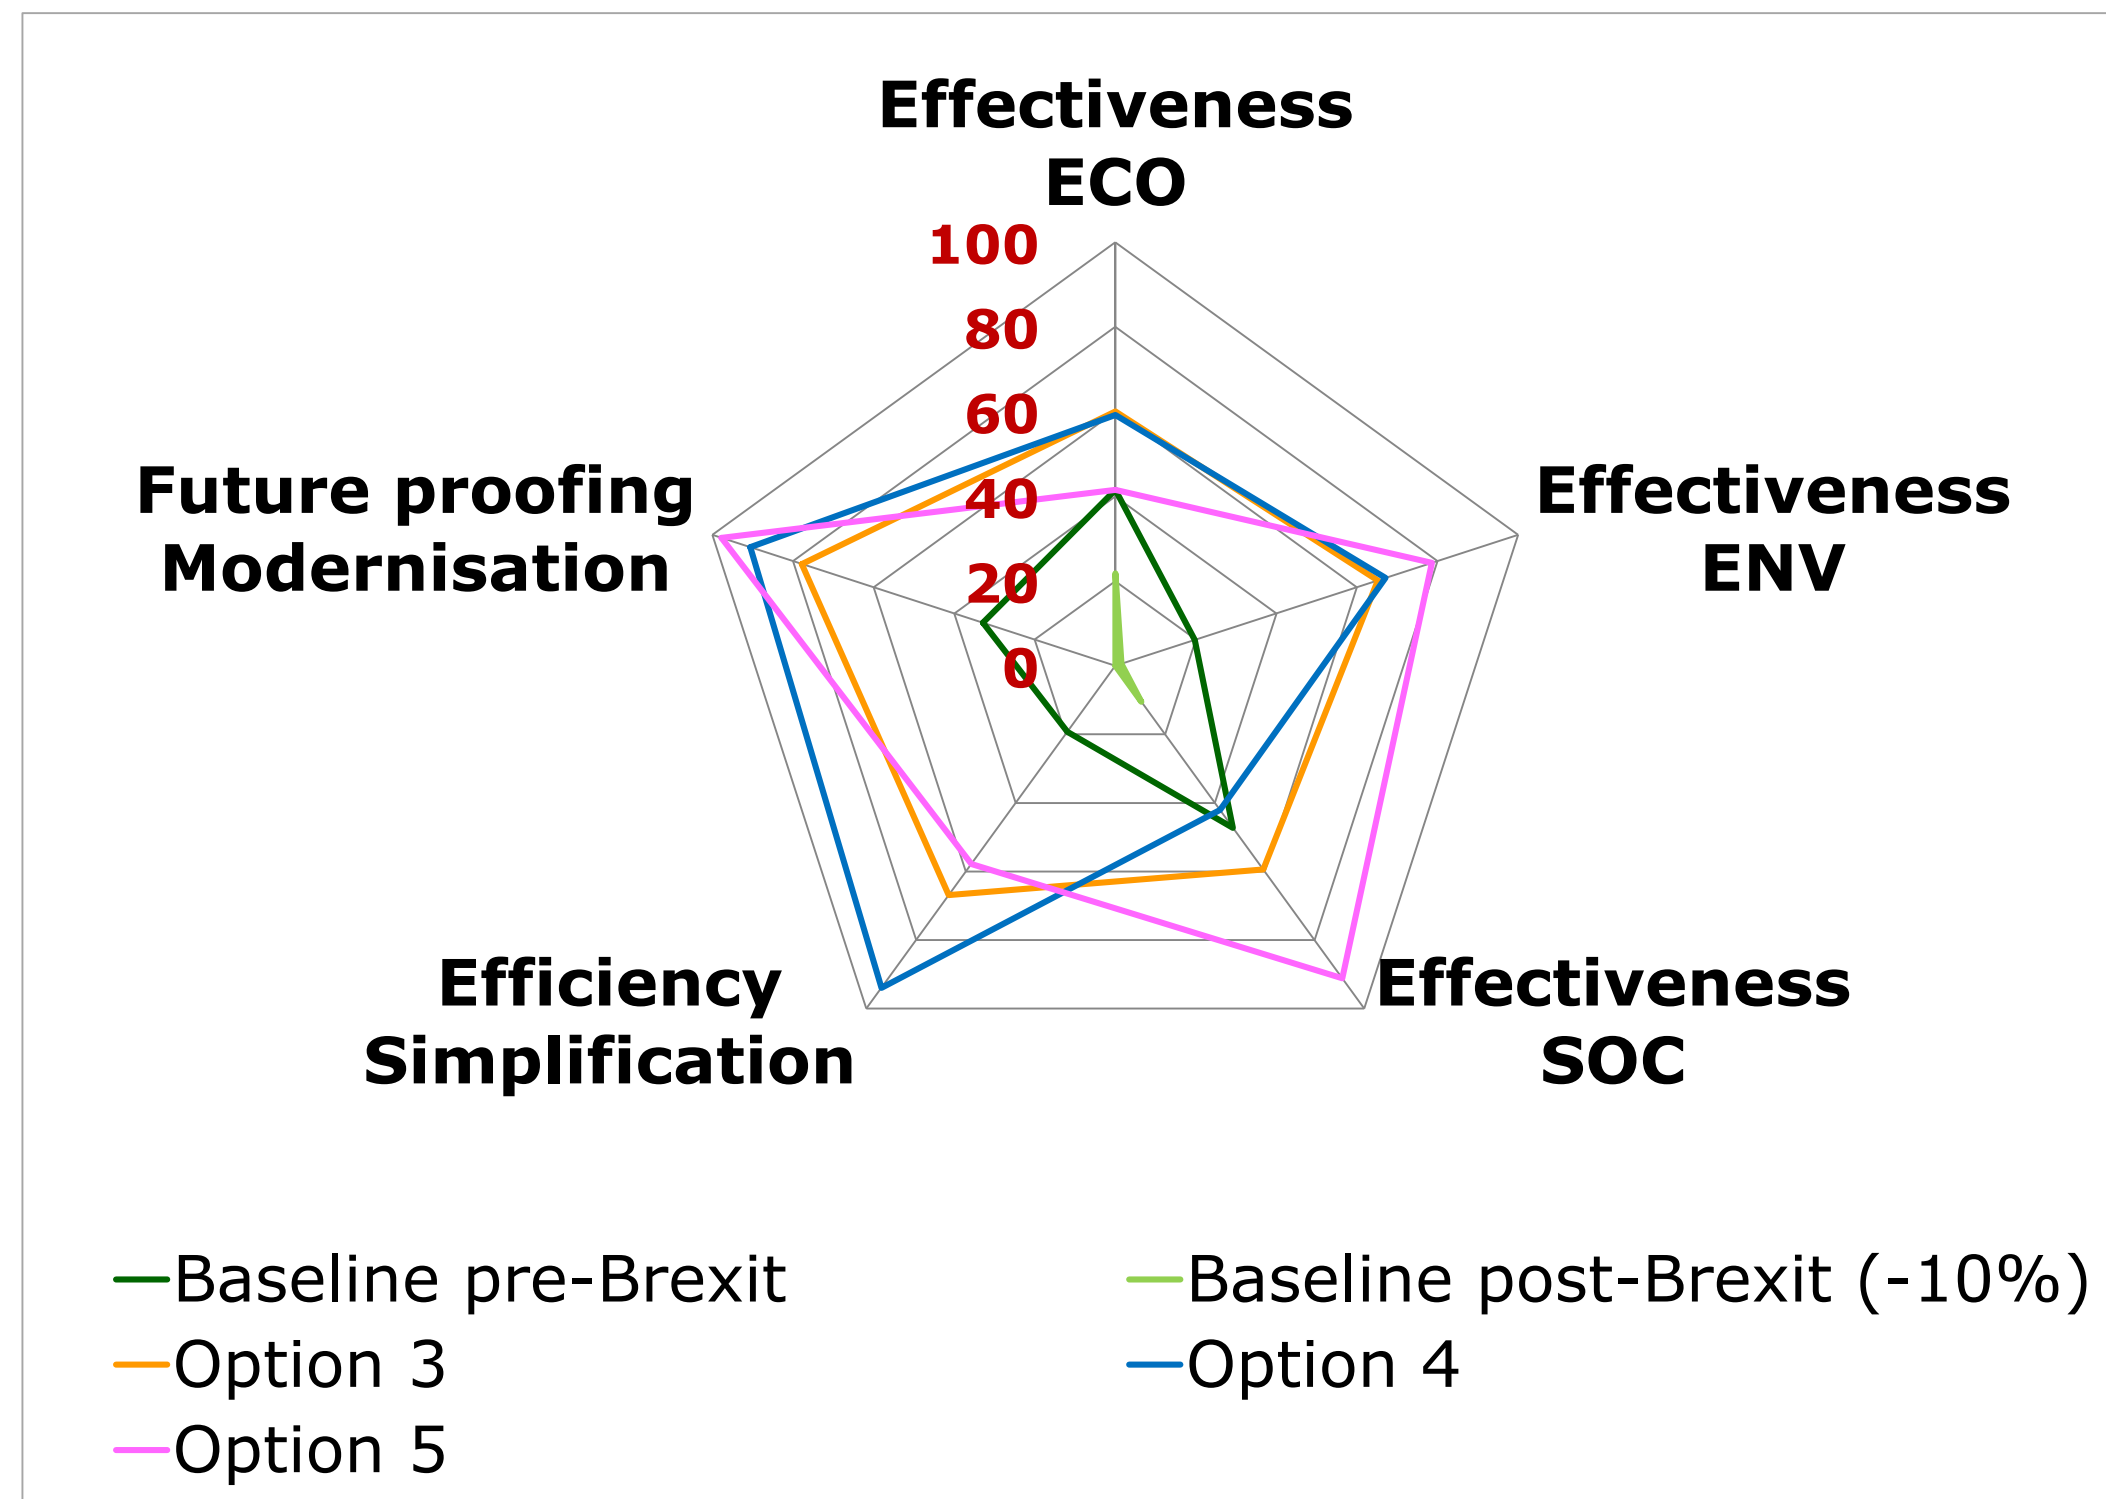 Effectiveness
ECO
100
80
60
40
20
0
Effectiveness
ENV
Effectiveness
SOC
Efficiency
Simplification
Future proofing
Modernisation
Baseline pre-Brexit
Baseline post-Brexit (-10%)
Option 3
Option 4
Option 5